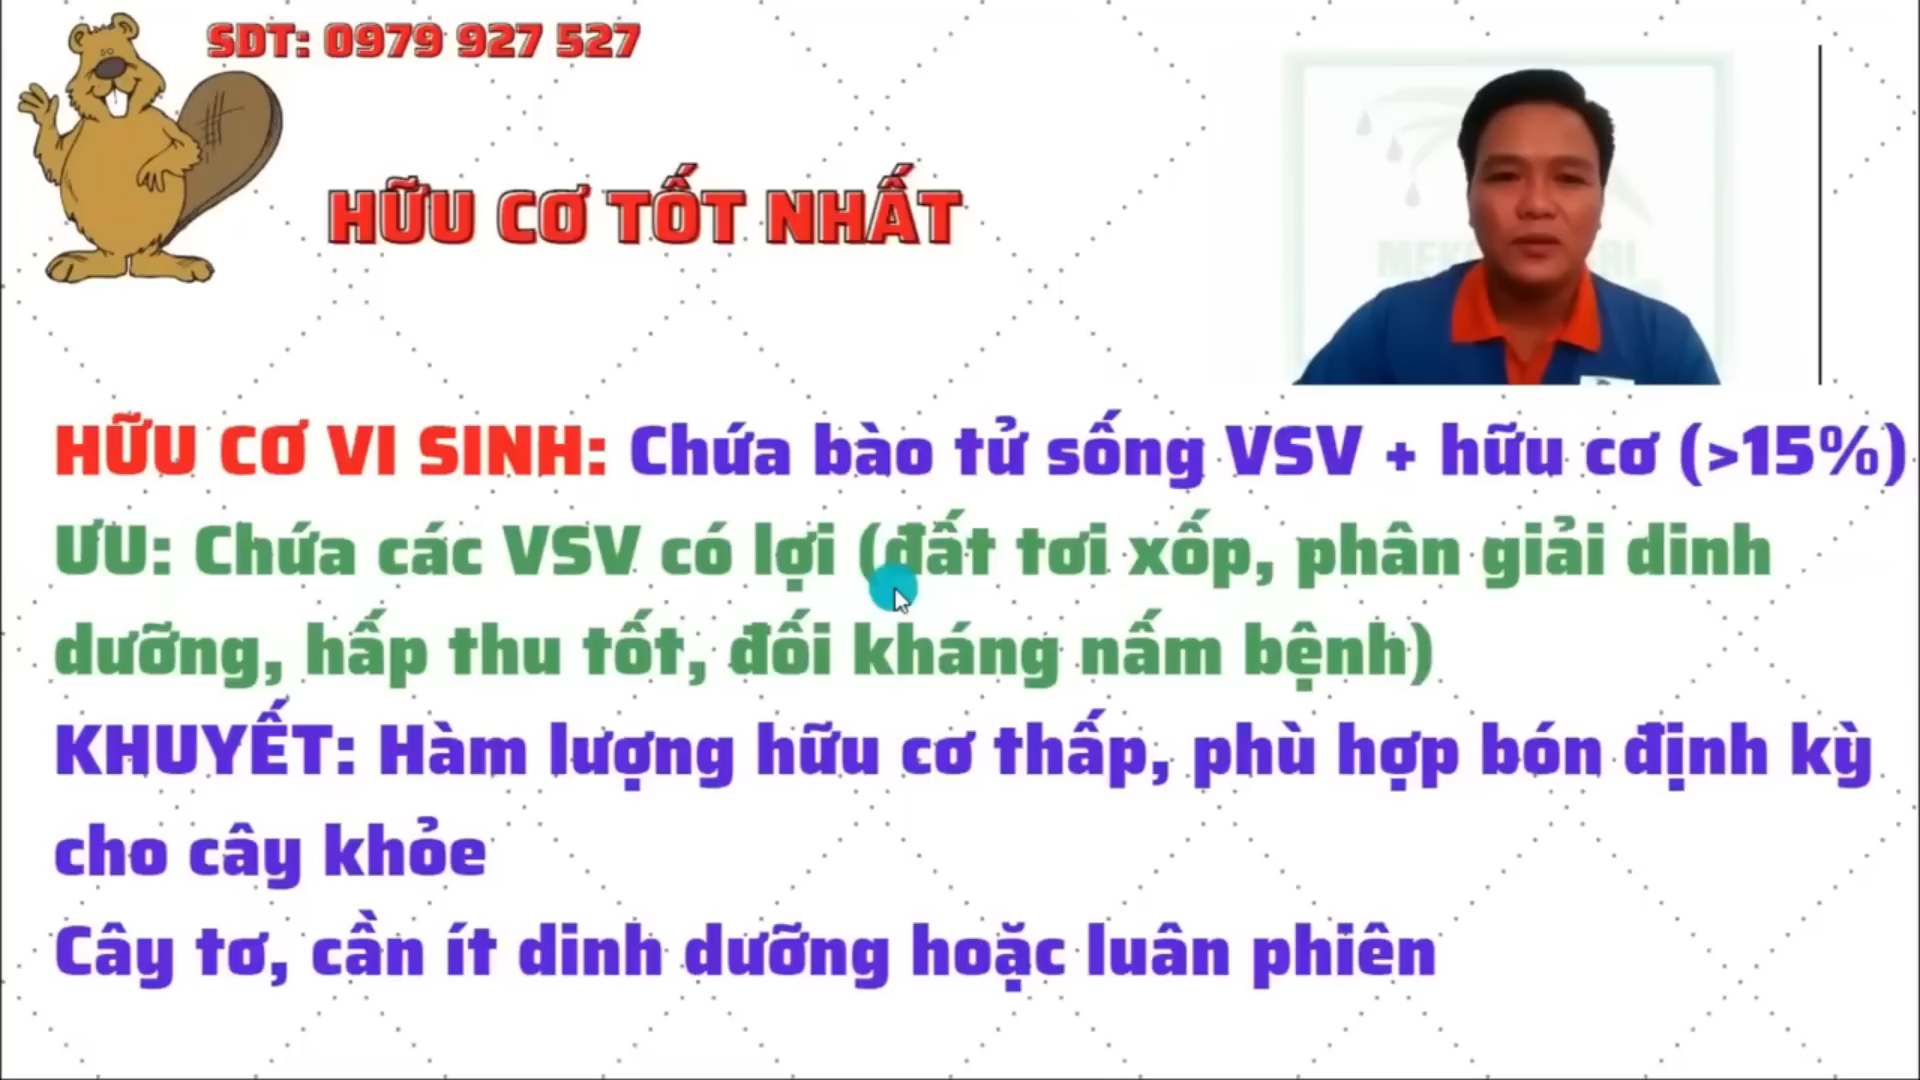 SDT: 0979 927 527
HỮU CƠ TỐT NHẤT
HỮU CƠ VI SINH: Chứa bào tử sống VSV + hữu cơ (>15%)
ƯU: Chứa các VSV có lợi (đất tơi xốp, phân giải dinh
dưỡng, hấp thu tốt, đối kháng nấm bệnh)
KHUYẾT: Hàm lượng hữu cơ thấp, phù hợp bón định kỳ
cho cây khỏe
Cây tơ, cần ít dinh dưỡng hoặc luân phiên